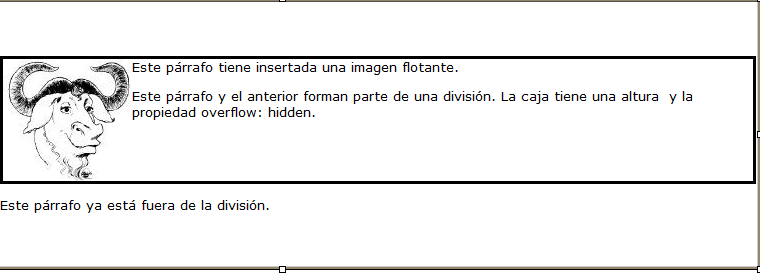 Este párrafo tiene insertada una imagen flotante.
Este párrafo y el anterior forman parte de una división. La caja tiene una altura  y la
propiedad overflow: hidden.
Este párrafo ya está fuera de la división.